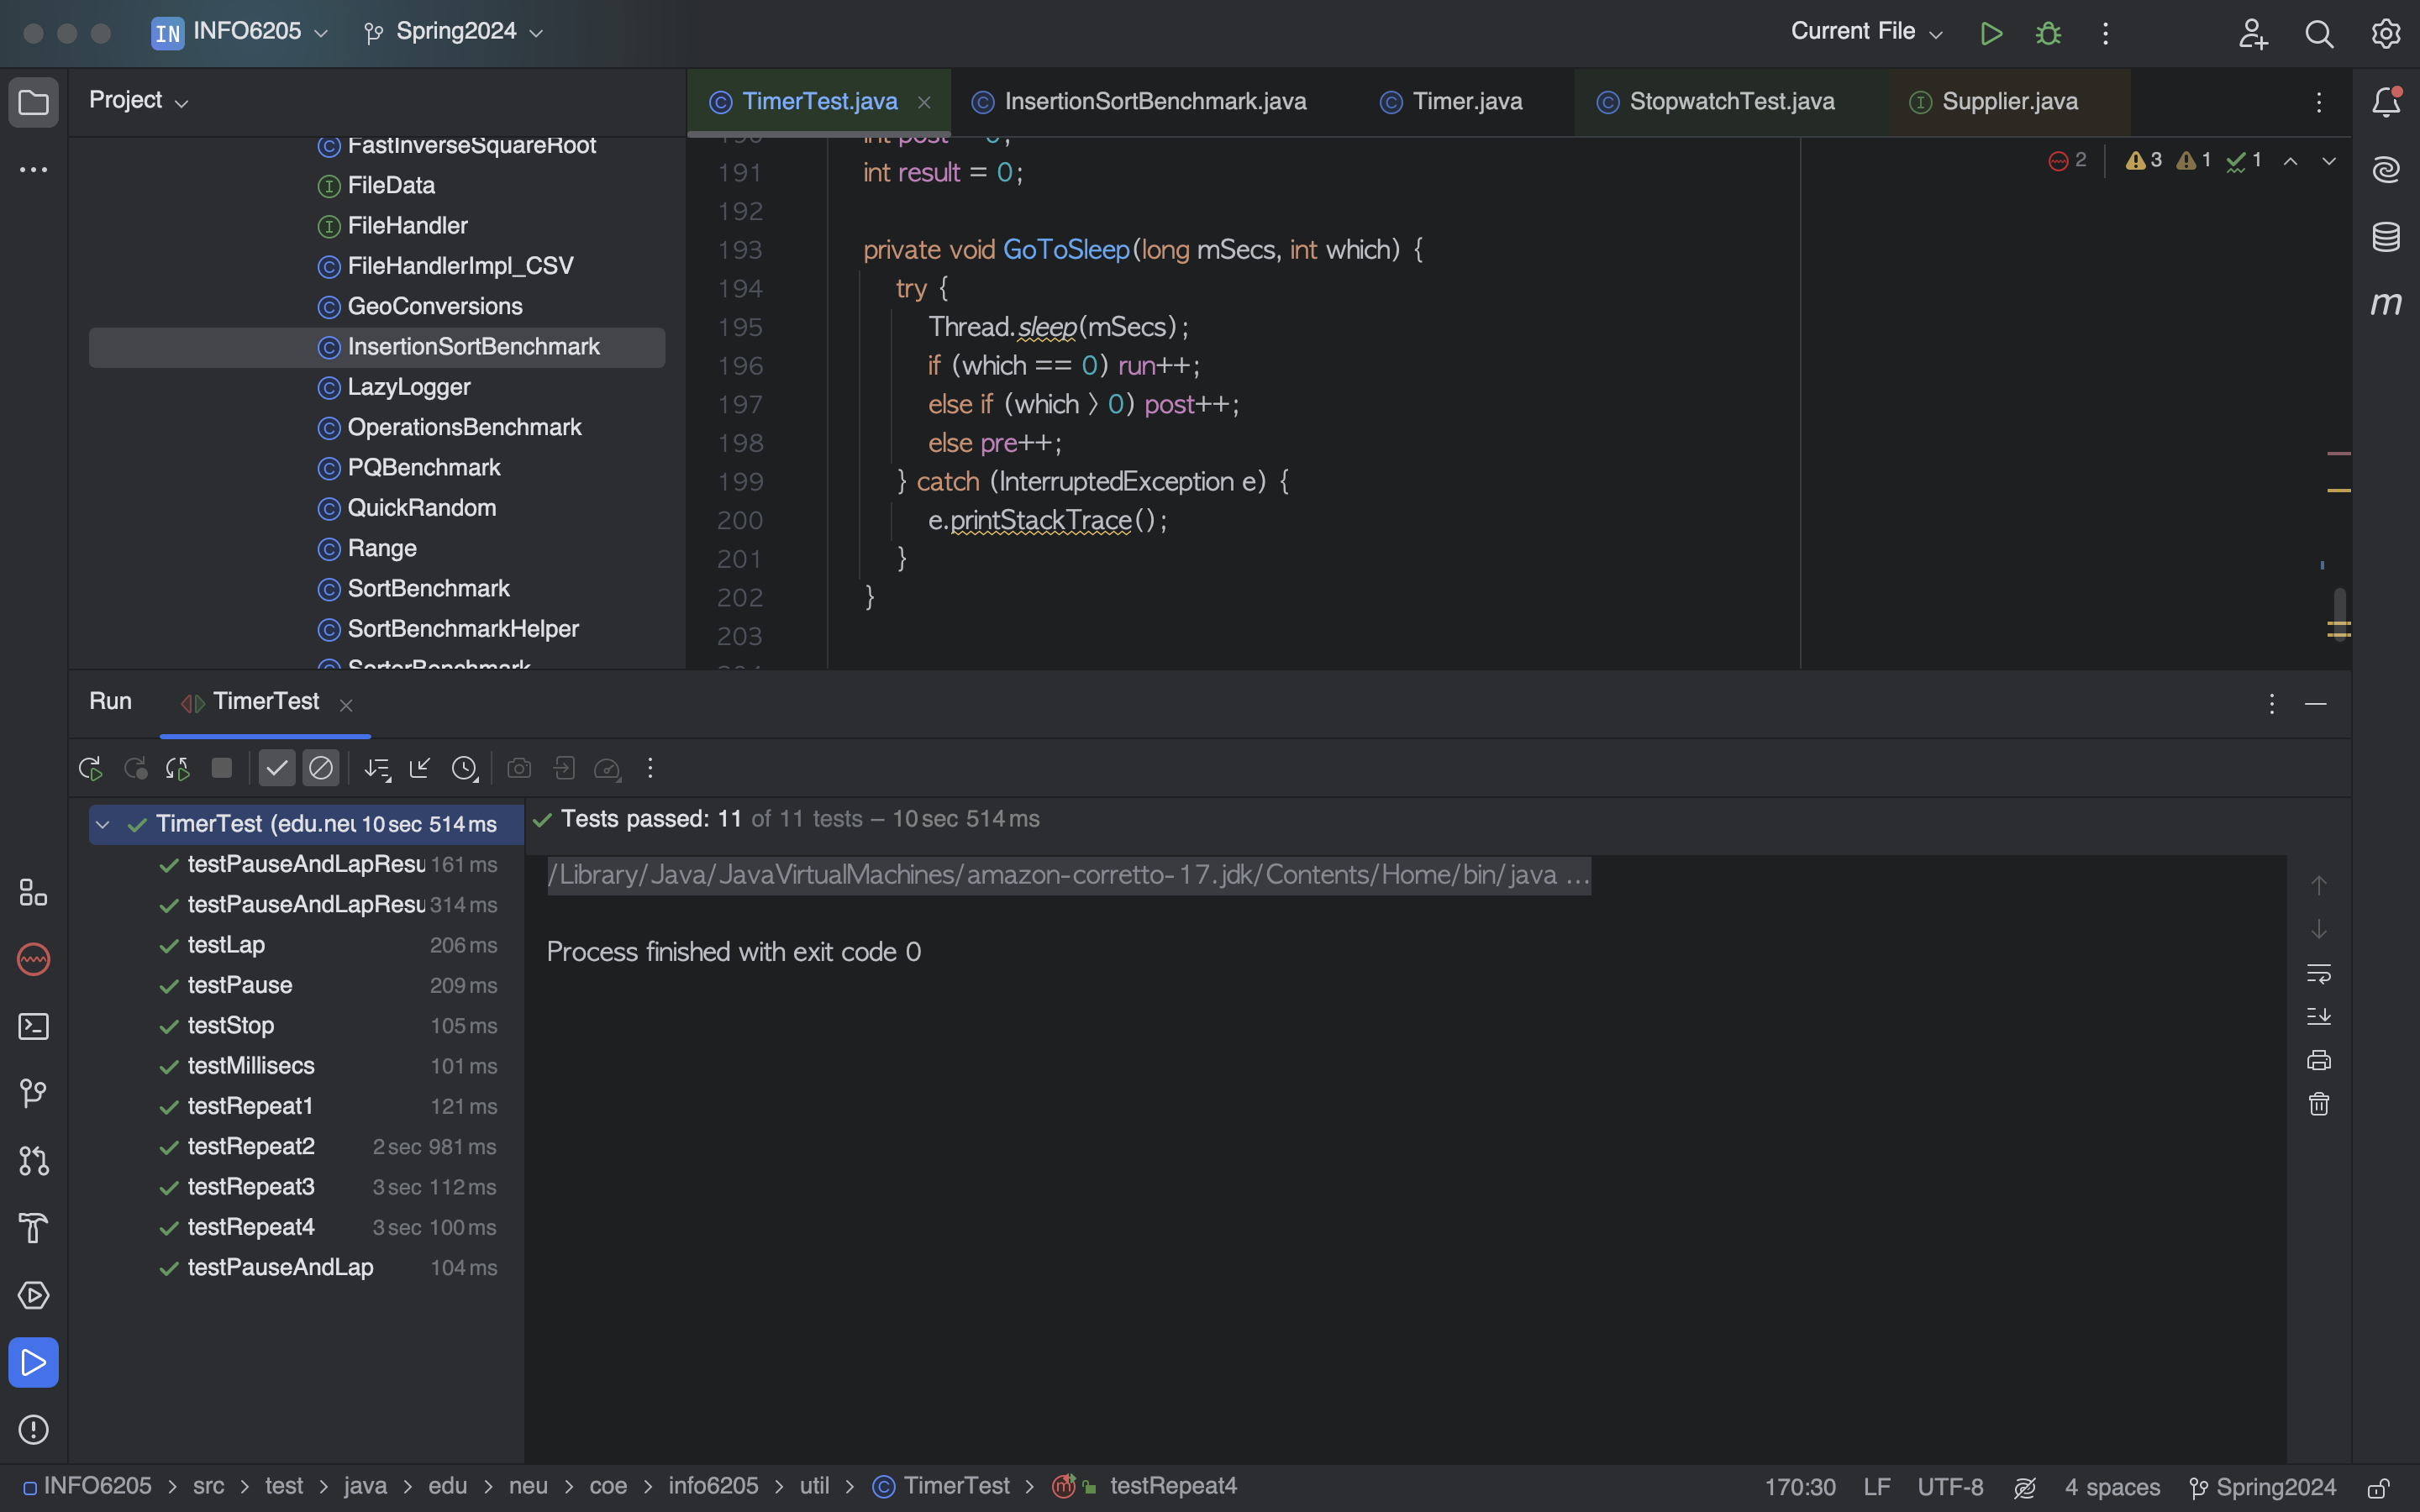 IN INFO6205 Spring2024 Current File
Project
TimerTest.java InsertionSortBenchmark.java Timer.java StopwatchTest.java Supplier.java
FastInverseSquareRoot
FileData
FileHandler
FileHandlerImpl_CSV
GeoConversions
InsertionSortBenchmark
LazyLogger
OperationsBenchmark
PQBenchmark
QuickRandom
Range
SortBenchmark
SortBenchmarkHelper
SorterBenchmark
2 3 1 1
191 int result = 0;
192
193 private void GoToSleep(long mSecs, int which) {
194 try {
195 Thread.sleep(mSecs);
196 if (which == 0) run++;
197 else if (which > 0) post++;
198 else pre++;
199 } catch (InterruptedException e) {
200 e.printStackTrace();
201 }
202 }
203
Run TimerTest
TimerTest (edu.neu 10 sec 514 ms
testPauseAndLapResu 161 ms
testPauseAndLapResu 314 ms
testLap 206 ms
testPause 209 ms
testStop 105 ms
testMillisecs 101 ms
testRepeat1 121 ms
testRepeat2 2 sec 981 ms
testRepeat3 3 sec 112 ms
testRepeat4 3 sec 100 ms
testPauseAndLap 104 ms
Tests passed: 11 of 11 tests – 10 sec 514 ms
/Library/Java/JavaVirtualMachines/amazon-corretto-17.jdk/Contents/Home/bin/java ...
Process finished with exit code 0
INFO6205 > src > test > java > edu > neu > coe > info6205 > util > TimerTest > testRepeat4
170:30 LF UTF-8 4 spaces Spring2024